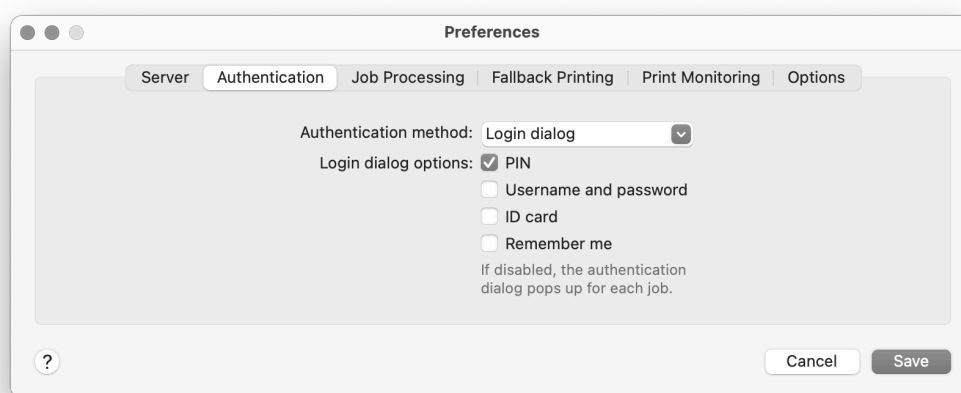 Preferences
Server Authentication Job Processing Fallback Printing Print Monitoring Options
Authentication method: Login dialog
Login dialog options: PIN
Username and password
ID card
Remember me
If disabled, the authentication
dialog pops up for each job.
? Cancel Save